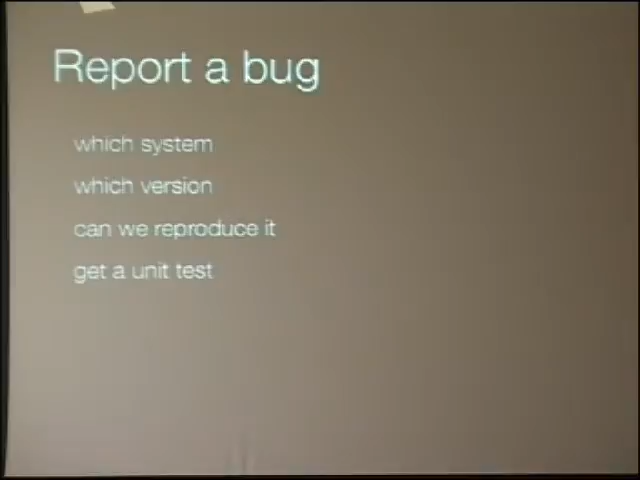 Report a bug
which system
which version
can we reproduce it
get a unit test